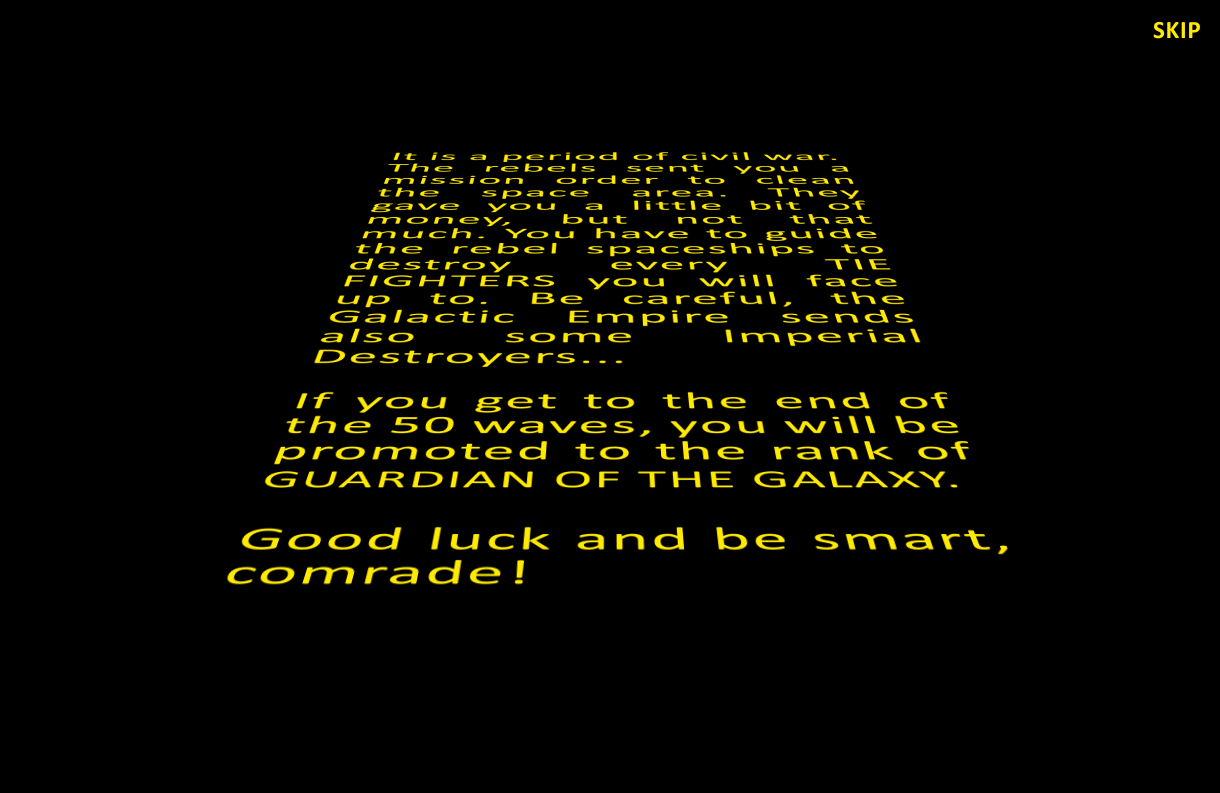 SKIP
It is a period of civil war.
The rebels sent you a
mission order to clean
the space area. They
gave you a little bit of
money, but not that
much. You have to guide
the rebel spaceships to
destroy every TIE
FIGHTERS you will face
up to. Be careful, the
Galactic Empire sends
also some Imperial
Destroyers...
If you get to the end of
the 50 waves, you will be
promoted to the rank of
GUARDIAN OF THE GALAXY.
Good luck and be smart,
comrade!